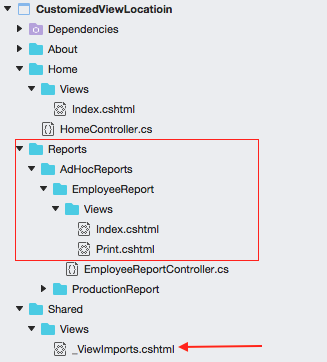 CustomizedViewLocatioin
Dependencies
About
Home
Views
Index.cshtml
HomeController.cs
Reports
AdHocReports
EmployeeReport
Views
Index.cshtml
Print.cshtml
EmployeeReportController.cs
ProductionReport
Shared
Views
_ViewImports.cshtml